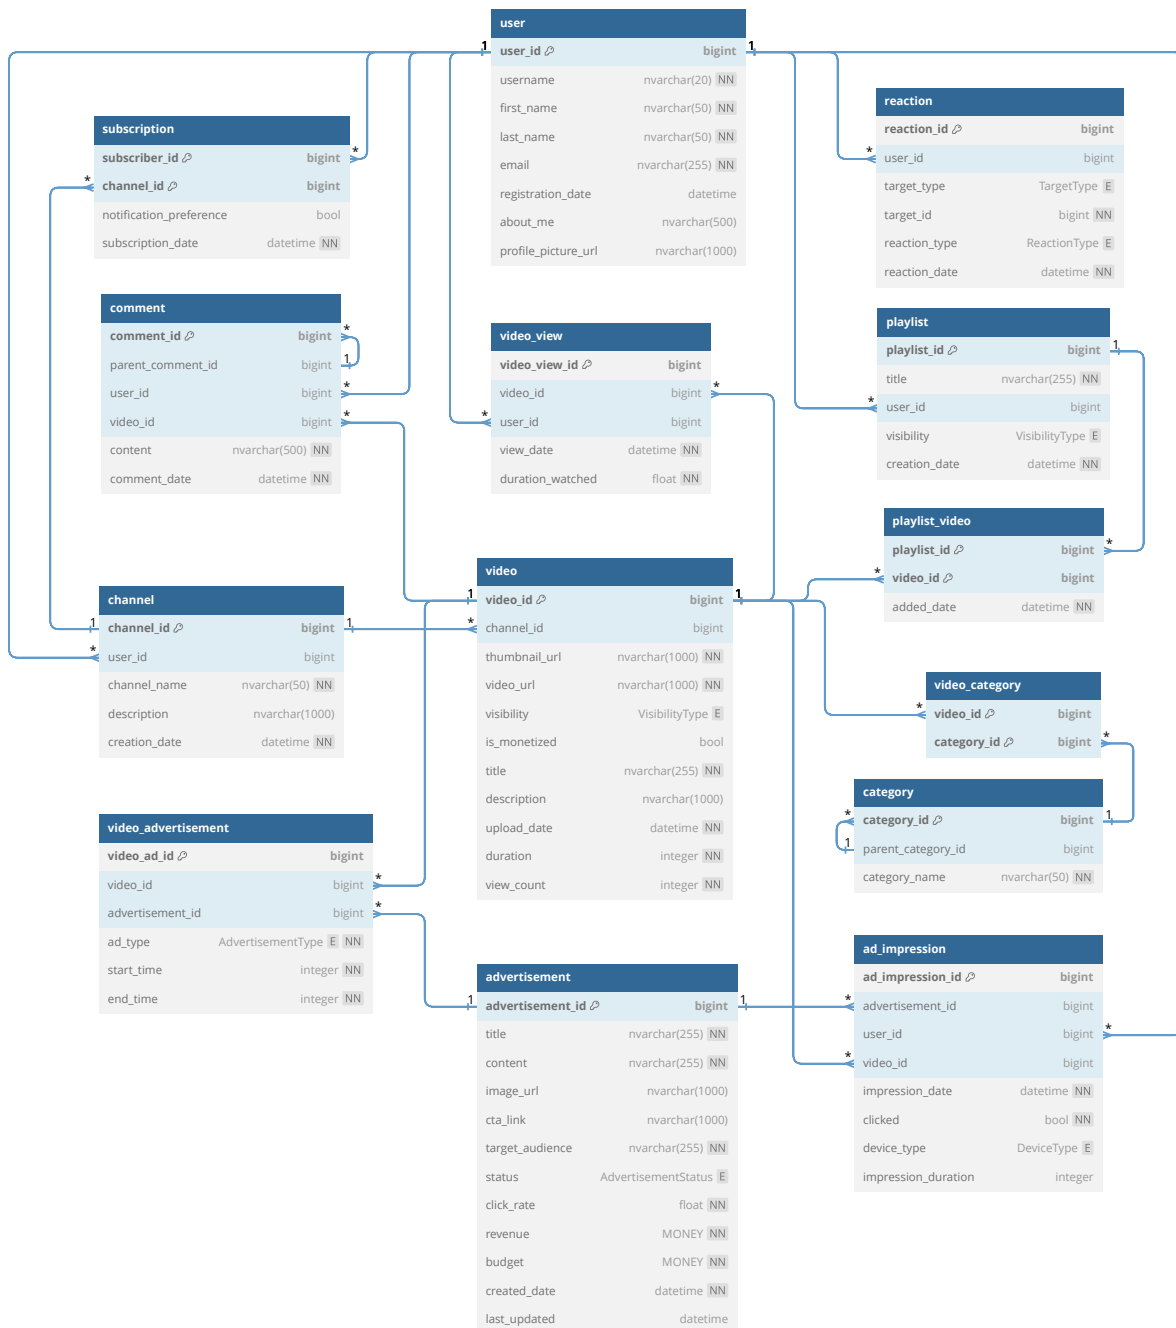 user
user_id bigint
username nvarchar(20) NN
first_name nvarchar(50) NN
last_name nvarchar(50) NN
email nvarchar(255) NN
registration_date datetime
about_me nvarchar(500)
profile_picture_url nvarchar(1000)
1
1
reaction
reaction_id bigint
* user_id bigint
target_type TargetType E
target_id bigint NN
reaction_type ReactionType E
reaction_date datetime NN
subscription
subscriber_id bigint *
* channel_id bigint
notification_preference bool
subscription_date datetime NN
comment
comment_id bigint *
parent_comment_id bigint 1
user_id bigint *
video_id bigint *
content nvarchar(500) NN
comment_date datetime NN
video_view
video_view_id bigint
video_id bigint *
* user_id bigint
view_date datetime NN
duration_watched float NN
playlist
playlist_id bigint 1
title nvarchar(255) NN
* user_id bigint
visibility VisibilityType E
creation_date datetime NN
playlist_video
playlist_id bigint *
* video_id bigint
added_date datetime NN
channel
1 channel_id bigint 1
* user_id bigint
channel_name nvarchar(50) NN
description nvarchar(1000)
creation_date datetime NN
video
1 video_id bigint 1
* channel_id bigint
thumbnail_url nvarchar(1000) NN
video_url nvarchar(1000) NN
visibility VisibilityType E
is_monetized bool
title nvarchar(255) NN
description nvarchar(1000)
upload_date datetime NN
duration integer NN
view_count integer NN
video_category
* video_id bigint
category_id bigint *
category
* category_id bigint 1
1 parent_category_id bigint
category_name nvarchar(50) NN
video_advertisement
video_ad_id bigint
video_id bigint *
advertisement_id bigint *
ad_type AdvertisementType E NN
start_time integer NN
end_time integer NN
advertisement
1 advertisement_id bigint 1
title nvarchar(255) NN
content nvarchar(255) NN
image_url nvarchar(1000)
cta_link nvarchar(1000)
target_audience nvarchar(255) NN
status AdvertisementStatus E
click_rate float NN
revenue MONEY NN
budget MONEY NN
created_date datetime NN
last_updated datetime
ad_impression
ad_impression_id bigint
* advertisement_id bigint
user_id bigint *
* video_id bigint
impression_date datetime NN
clicked bool NN
device_type DeviceType E
impression_duration integer